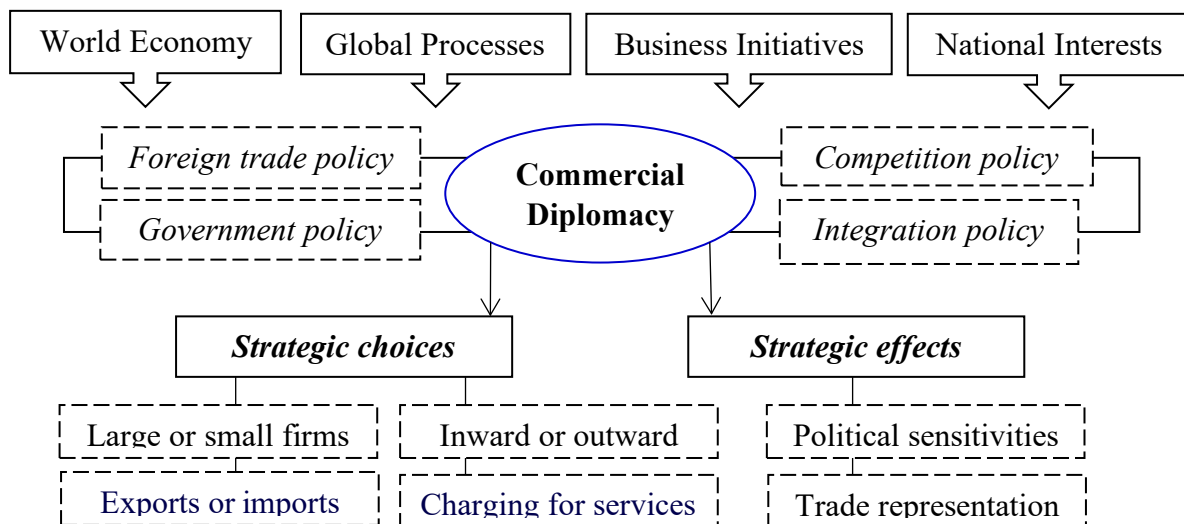 World Economy
Global Processes
Business Initiatives
National Interests
Foreign trade policy
Government policy
Commercial
Diplomacy
Competition policy
Integration policy
Strategic choices
Strategic effects
Large or small firms
Inward or outward
Political sensitivities
Exports or imports
Charging for services
Trade representation